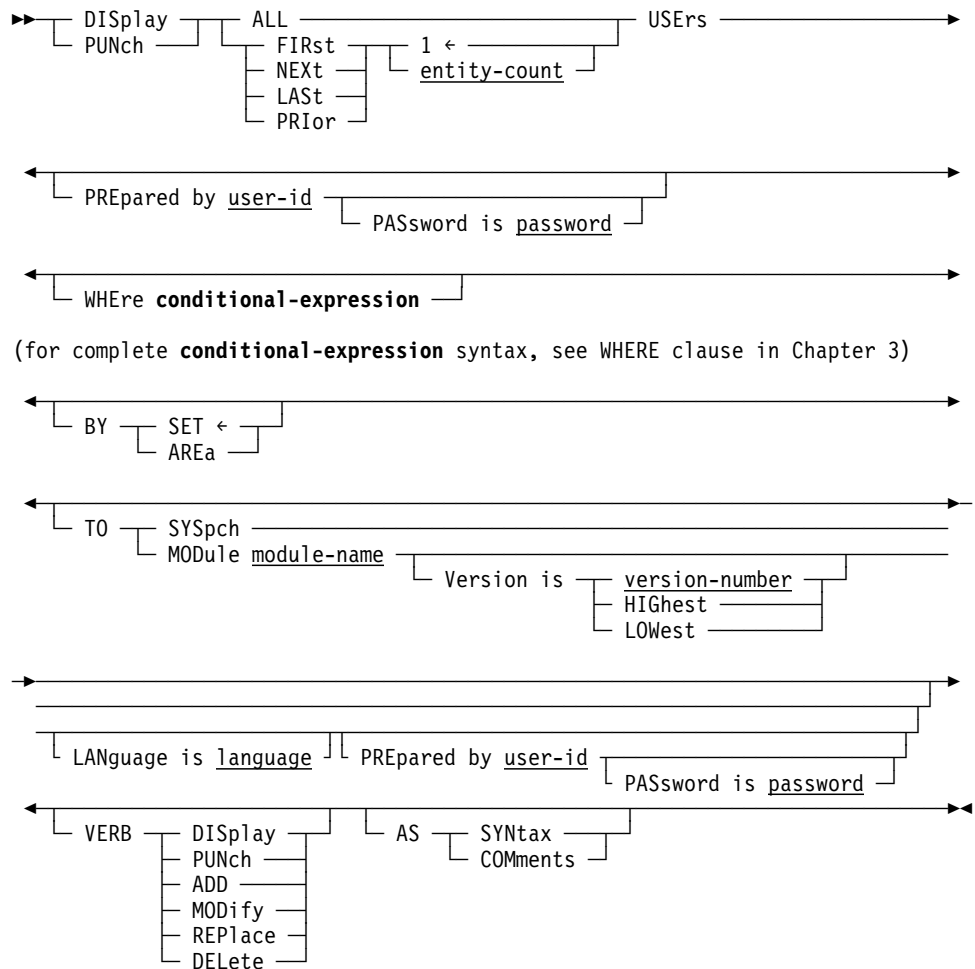 DISplay ALL USErs
PUNch FIRst 1 ←
NEXt entity-count
LASt
PRIor
PREpared by user-id
PASsword is password
WHEre conditional-expression
(for complete conditional-expression syntax, see WHERE clause in Chapter 3)
BY SET ←
AREa
TO SYSpch
MODule module-name
Version is version-number
HIGhest
LOWest
LANguage is language PREpared by user-id
PASsword is password
VERB DISplay AS SYNtax
PUNch COMments
ADD
MODify
REPlace
DELete